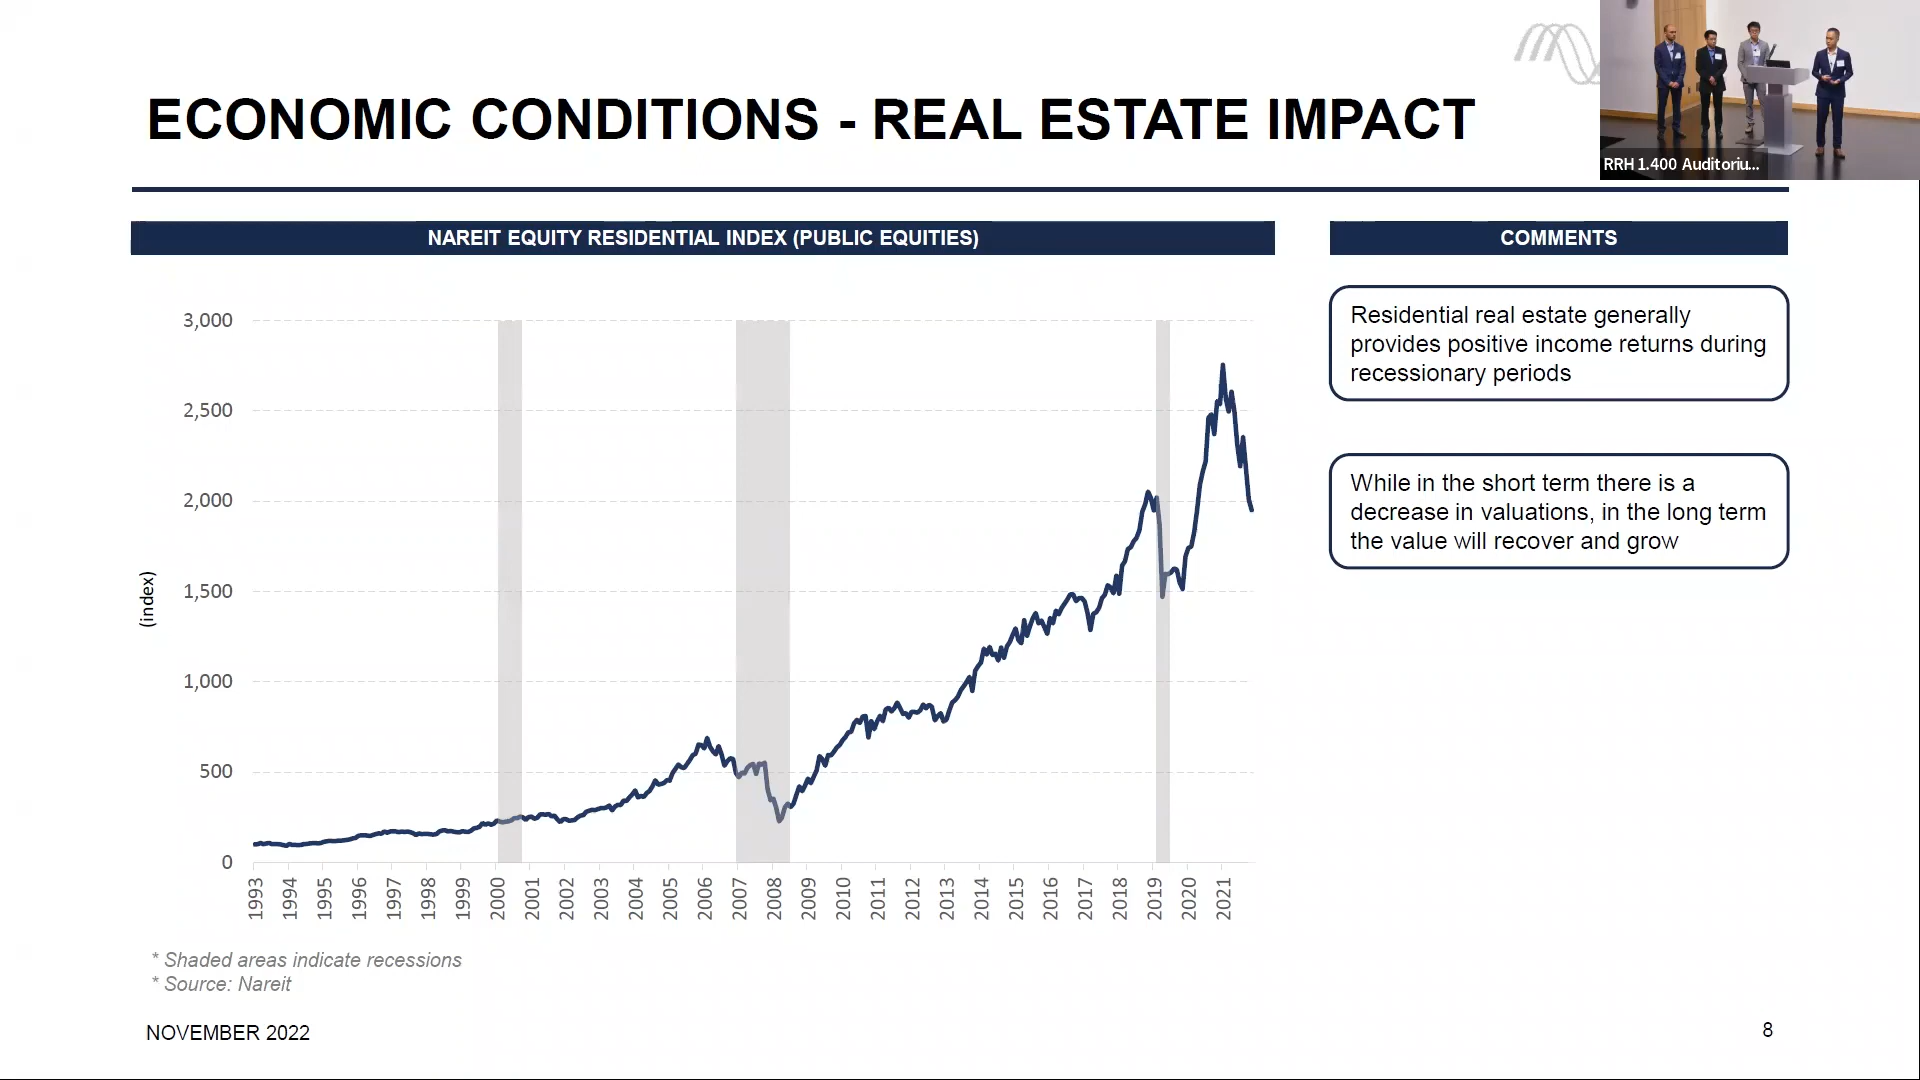 ECONOMIC CONDITIONS - REAL ESTATE IMPACT
RRH 1.400 Auditoriu...
NAREIT EQUITY RESIDENTIAL INDEX (PUBLIC EQUITIES)
COMMENTS
Residential real estate generally
provides positive income returns during
recessionary periods
While in the short term there is a
decrease in valuations, in the long term
the value will recover and grow
(index)
3,000
2,500
2,000
1,500
1,000
500
0
1993 1994 1995 1996 1997 1998 1999 2000 2001 2002 2003 2004 2005 2006 2007 2008 2009 2010 2011 2012 2013 2014 2015 2016 2017 2018 2019 2020 2021
* Shaded areas indicate recessions
* Source: Nareit
NOVEMBER 2022
8